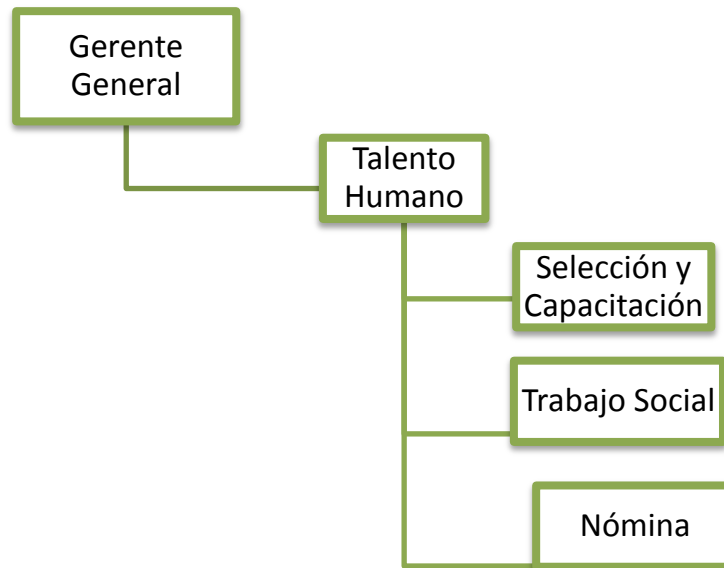 Gerente
General
Talento
Humano
Selección y
Capacitación
Trabajo Social
Nómina